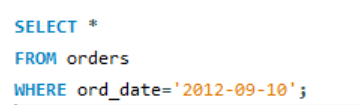 SELECT *
FROM orders
WHERE ord_date='2012-09-10';